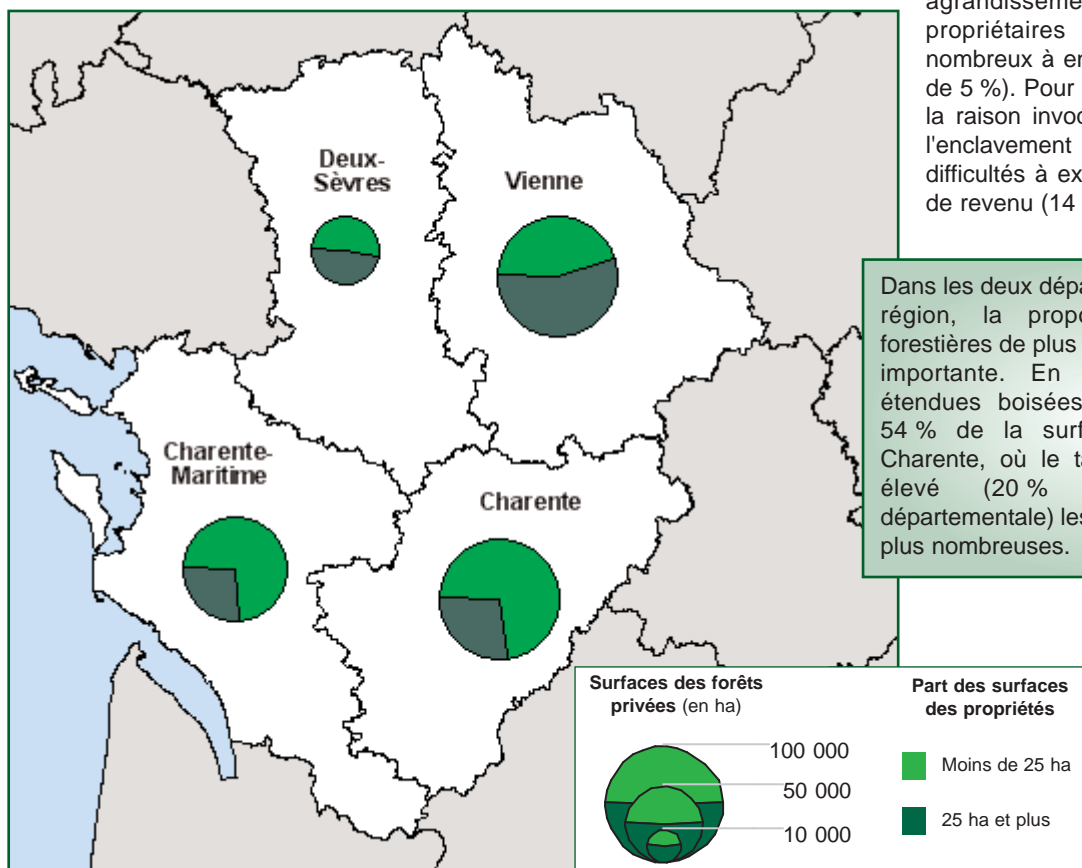 agrandisseme
propriétaires
nombreux à er
de 5 %). Pour
la raison invoc
l'enclavement
difficultés à ex
de revenu (14
Deux-
Sèvres
Vienne
Dans les deux dépa
région, la propo
forestières de plus
importante. En
étendues boisées
54 % de la surf
Charente, où le ta
élevé (20 %
départementale) les
plus nombreuses.
Charente-
Maritime
Charente
Surfaces des forêts
privées (en ha)
100 000
50 000
10 000
Part des surfaces
des propriétés
Moins de 25 ha
25 ha et plus